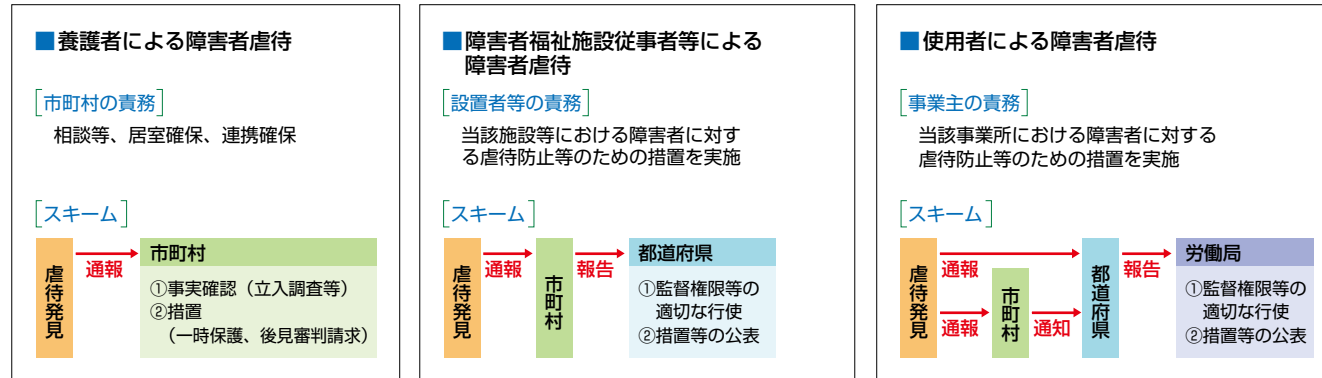 ■養護者による障害者虐待
[市町村の責務]
相談等、居室確保、連携確保
[スキーム]
虐待発見
通報
市町村
①事実確認（立入調査等）
②措置
（一時保護、後見審判請求）
■障害者福祉施設従事者等による
障害者虐待
[設置者等の責務]
当該施設等における障害者に対す
る虐待防止等のための措置を実施
[スキーム]
虐待発見
通報
市町村
報告
都道府県
①監督権限等の
適切な行使
②措置等の公表
■使用者による障害者虐待
[事業主の責務]
当該事業所における障害者に対する
虐待防止等のための措置を実施
[スキーム]
虐待発見
通報
通報
市町村
通知
都道府県
報告
労働局
①監督権限等の
適切な行使
②措置等の公表